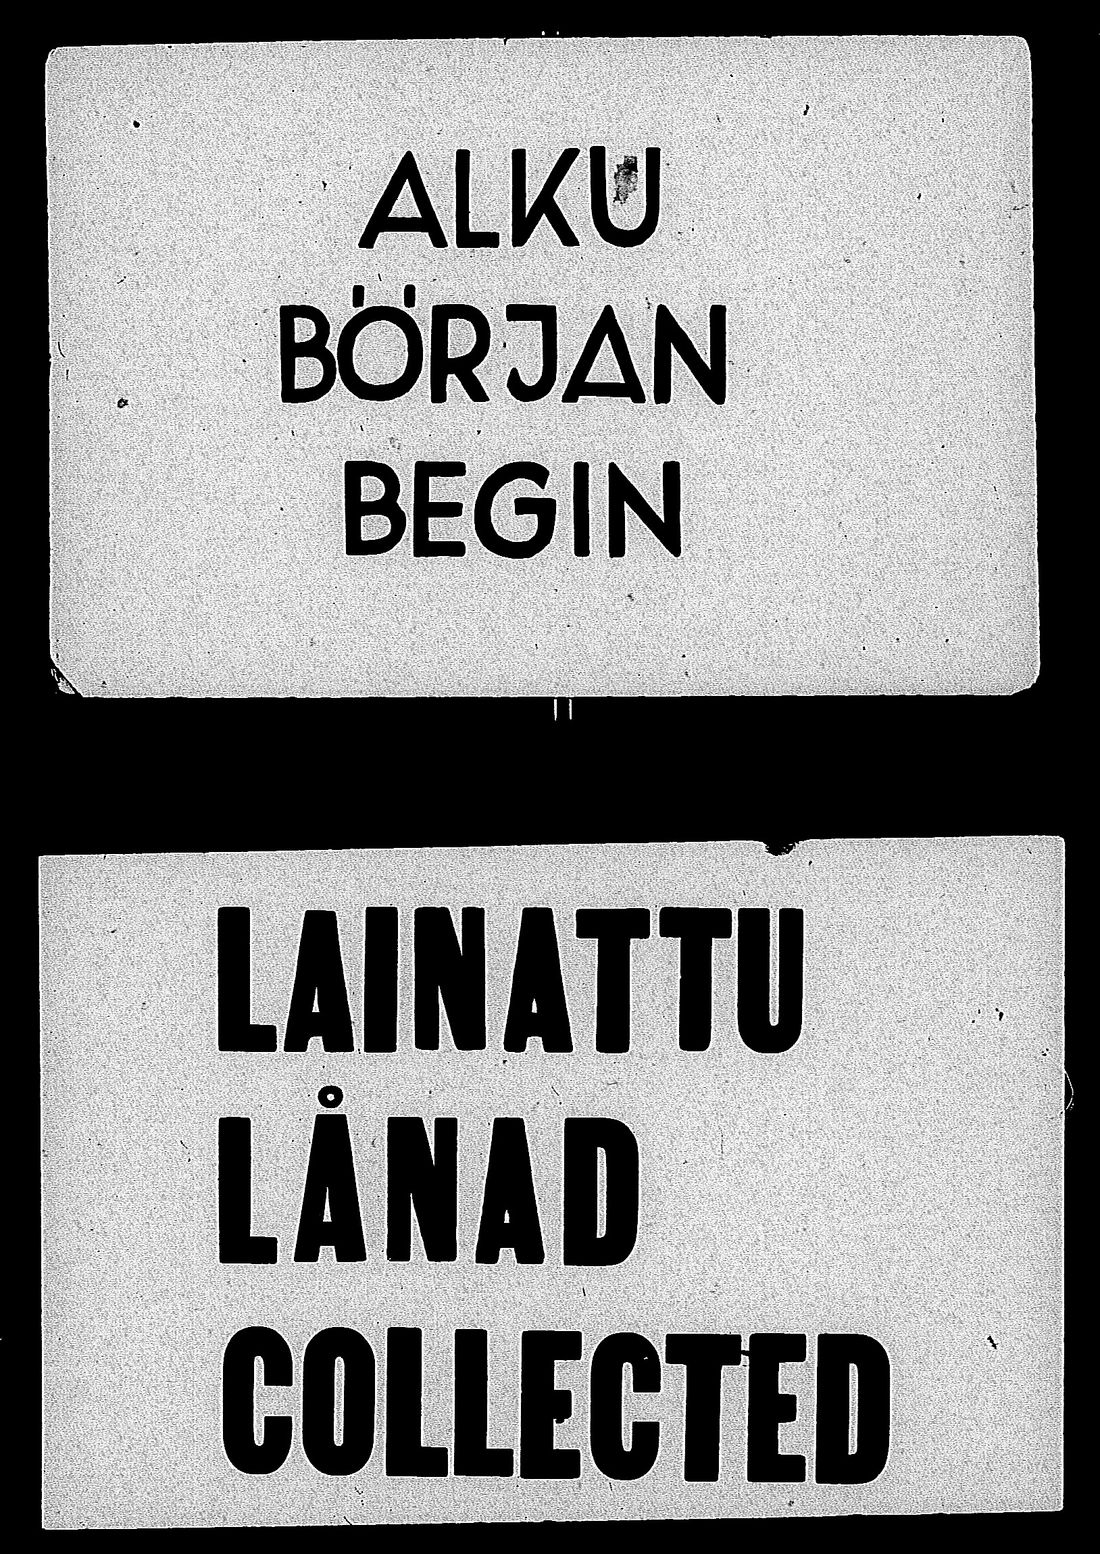 ALKU
BÖRJAN
BEGIN
LAINATTU
LÅNAD
COLLECTED